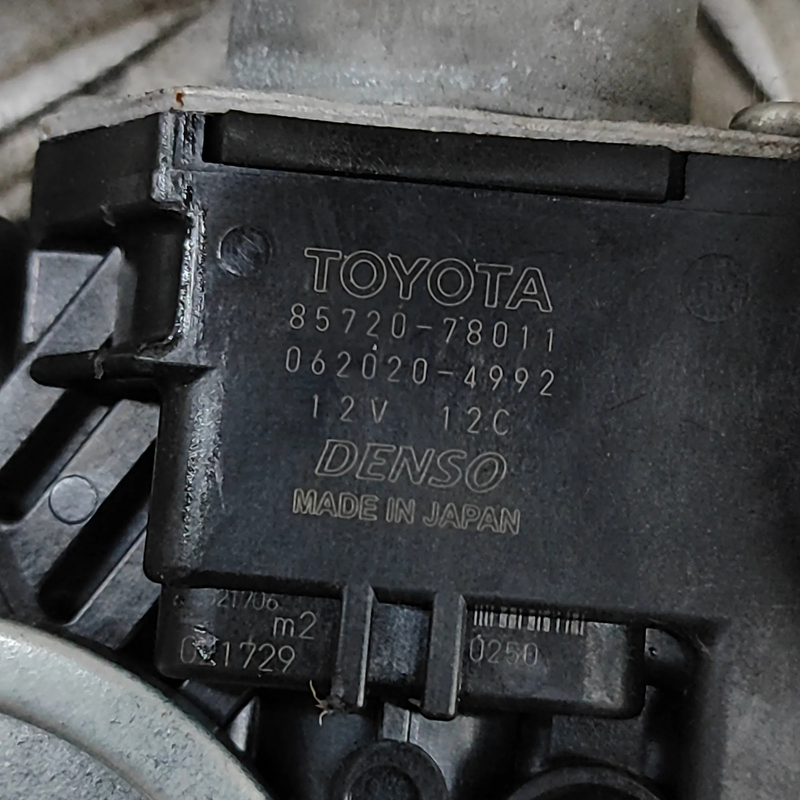 TOYOTA
85720-78011
062020-4992
12V 12C
DENSO
MADE IN JAPAN
m2
0250